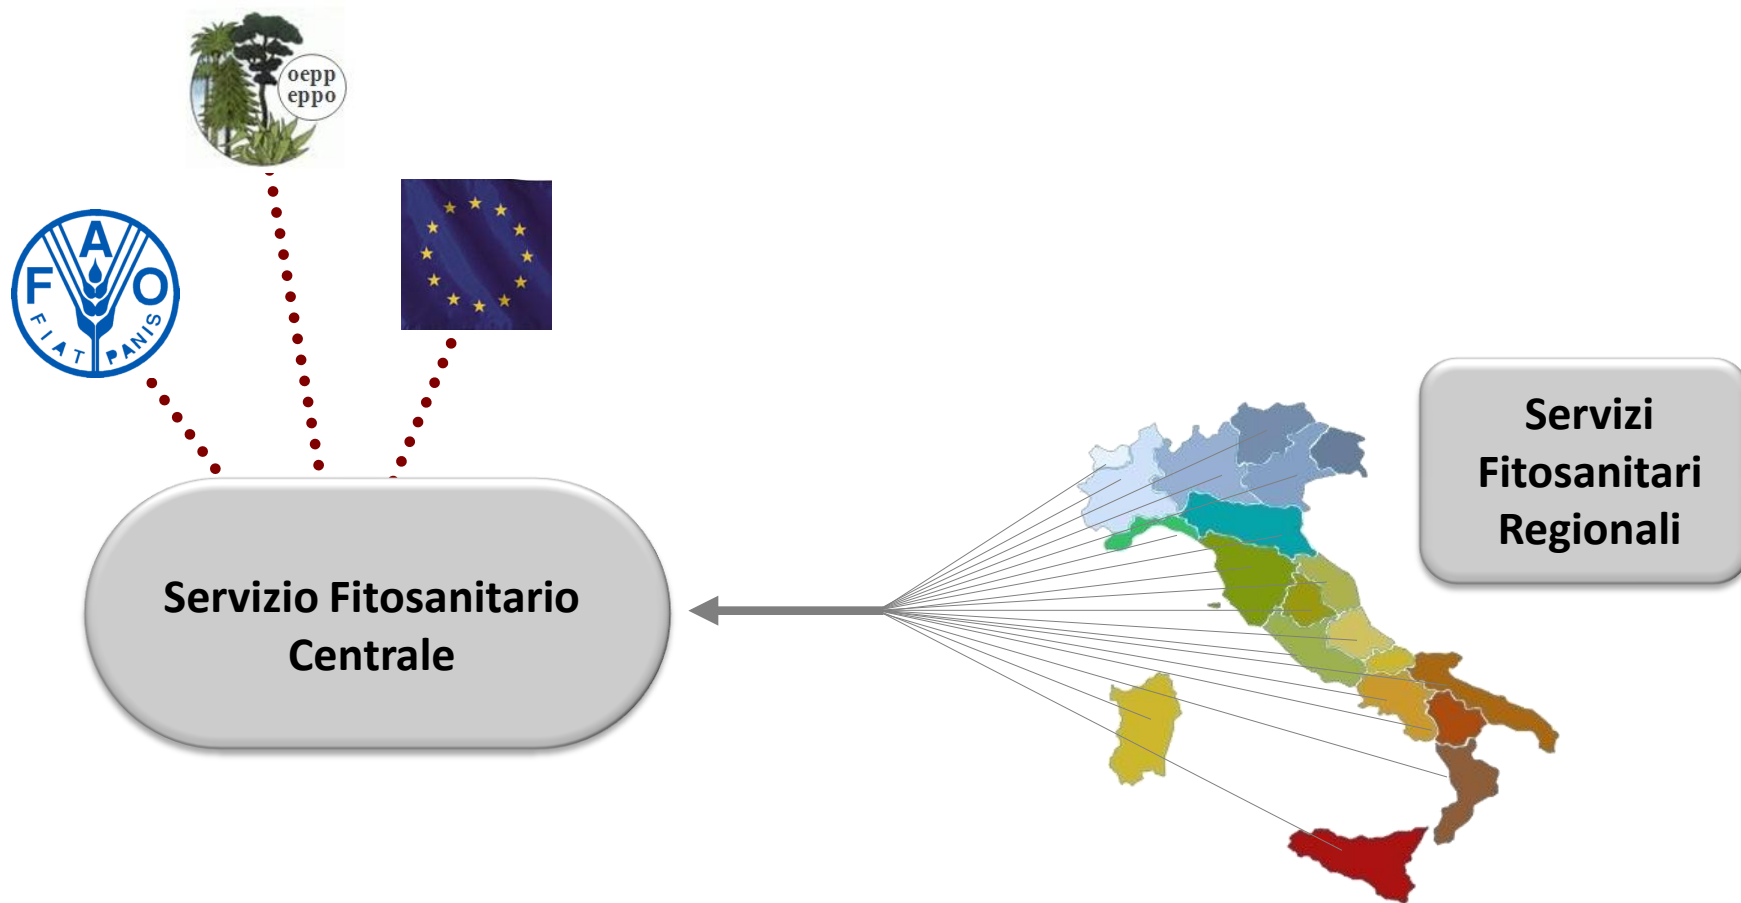 oepp
eppo
F A O
FIAT PANIS
Servizio Fitosanitario
Centrale
Servizi
Fitosanitari
Regionali